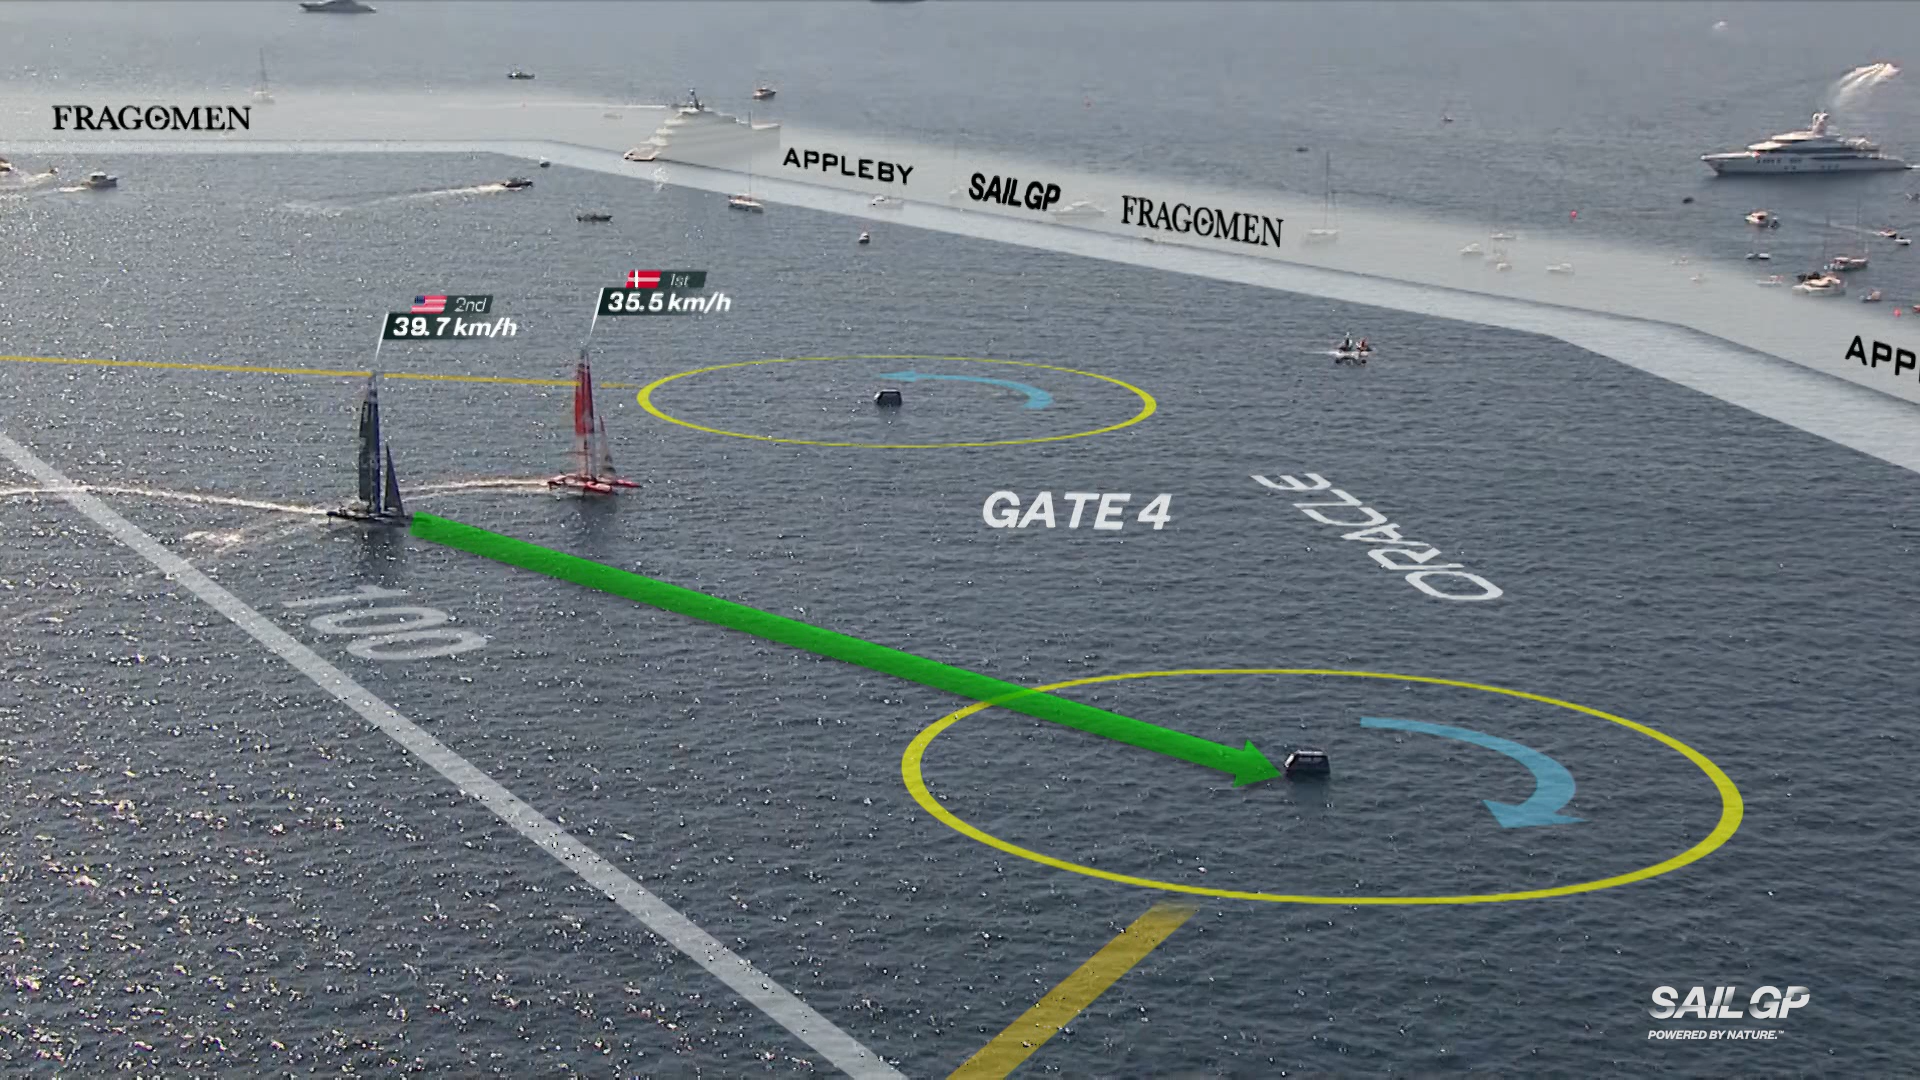 FRAGOMEN
APPLEBY
SAILGP
FRAGOMEN
APP
1st
35.5 km/h
2nd
39.7 km/h
GATE 4
ORACLE
100
SAILGP
POWERED BY NATURE.™